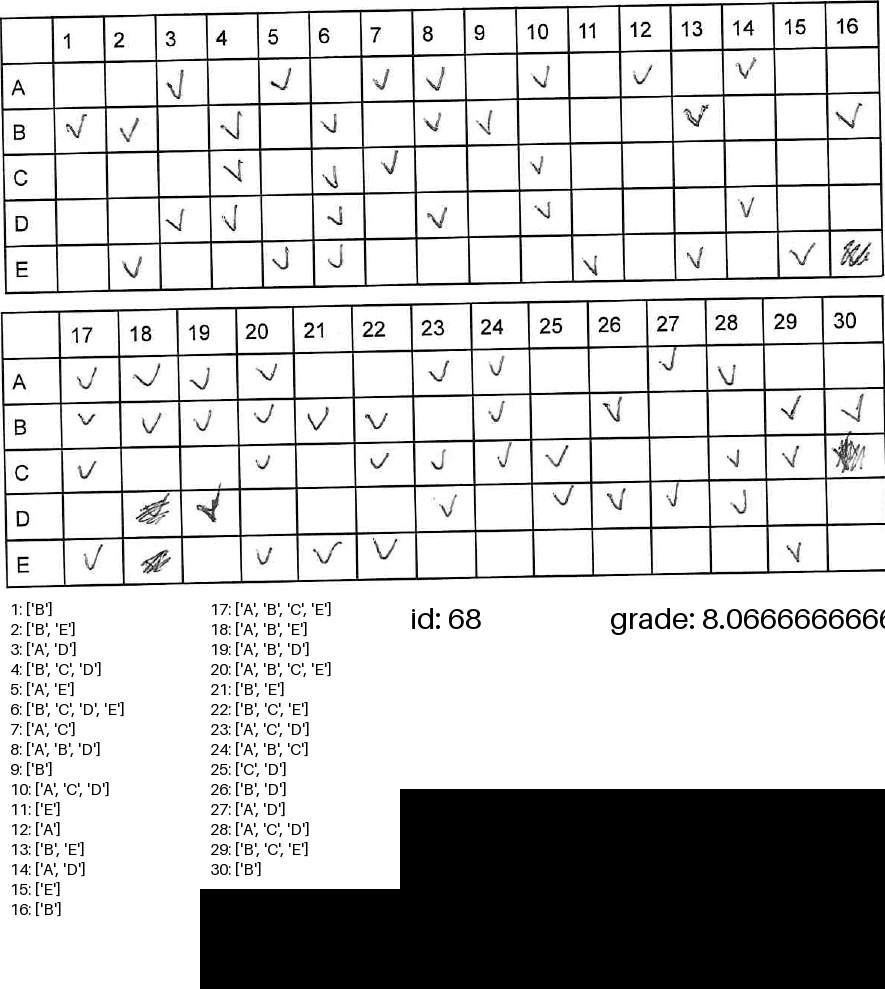 1 2 3 4 5 6 7 8 9 10 11 12 13 14 15 16
A
B
C
D
E
17 18 19 20 21 22 23 24 25 26 27 28 29 30
A
B
C
D
E
1: ['B']
2: ['B', 'E']
3: ['A', 'D']
4: ['B', 'C', 'D']
5: ['A', 'E']
6: ['B', 'C', 'D', 'E']
7: ['A', 'C']
8: ['A', 'B', 'D']
9: ['B']
10: ['A', 'C', 'D']
11: ['E']
12: ['A']
13: ['B', 'E']
14: ['A', 'D']
15: ['E']
16: ['B']
17: ['A', 'B', 'C', 'E']
18: ['A', 'B', 'E']
19: ['A', 'B', 'D']
20: ['A', 'B', 'C', 'E']
21: ['B', 'E']
22: ['B', 'C', 'E']
23: ['A', 'C', 'D']
24: ['A', 'B', 'C']
25: ['C', 'D']
26: ['B', 'D']
27: ['A', 'D']
28: ['A', 'C', 'D']
29: ['B', 'C', 'E']
30: ['B']
id: 68
grade: 8.0666666666